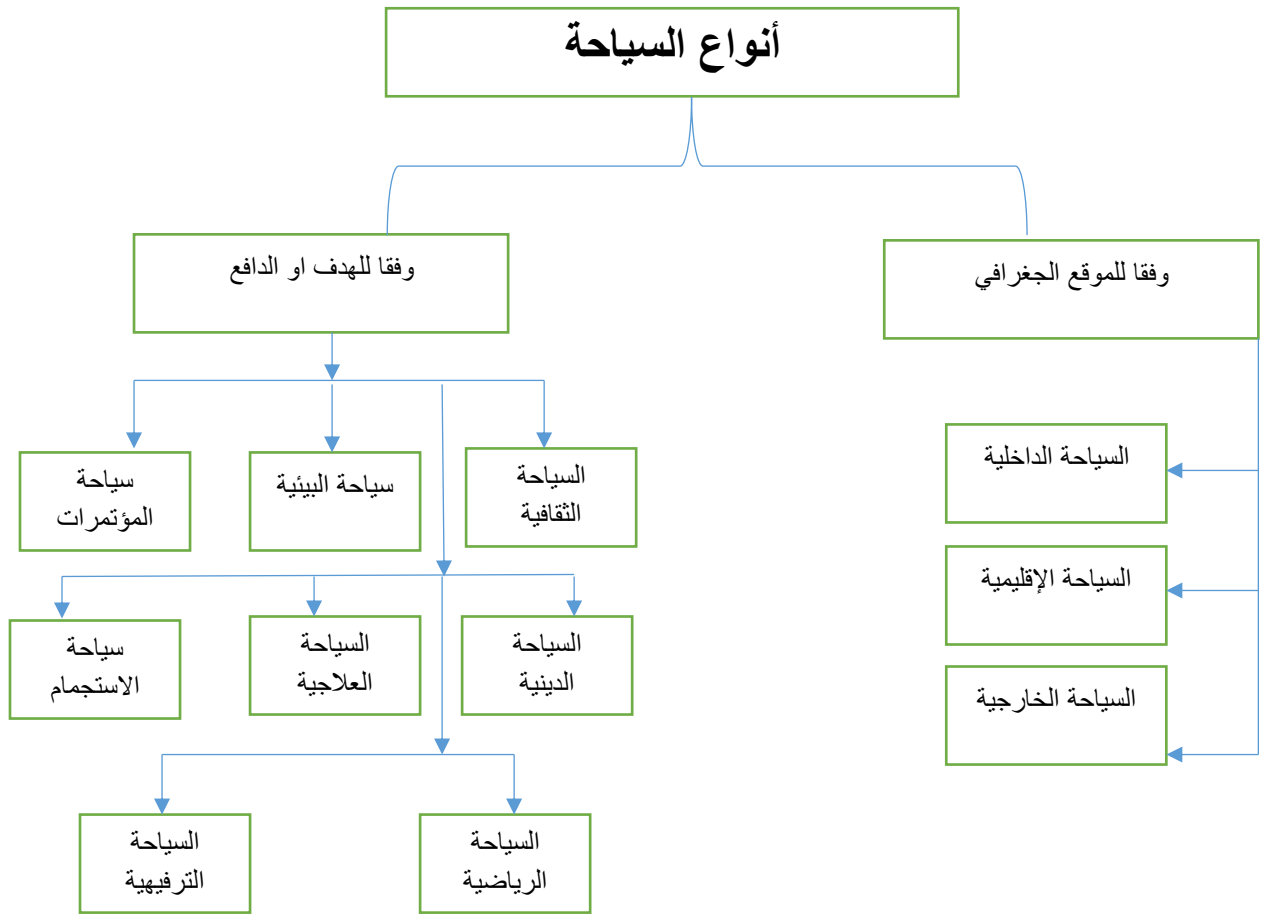 أنواع السياحة
وفقا للموقع الجغرافي
وفقا للهدف او الدافع
السياحة الداخلية
السياحة الإقليمية
السياحة الخارجية
السياحة
الثقافية
سياحة البيئية
سياحة
المؤتمرات
السياحة
الدينية
السياحة
العلاجية
سياحة
الاستجمام
السياحة
الرياضية
السياحة
الترفيهية